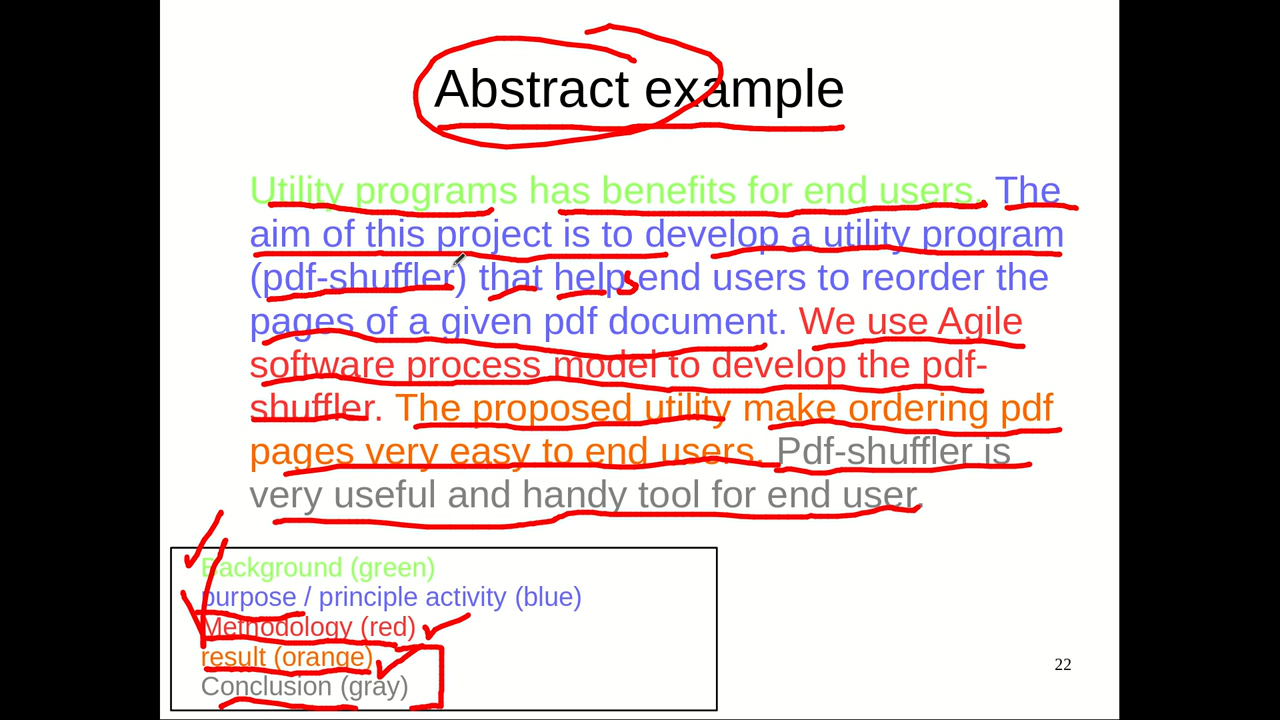 Abstract example
Utility programs has benefits for end users. The
aim of this project is to develop a utility program
(pdf-shuffler) that help s end users to reorder the
pages of a given pdf document. We use Agile
software process model to develop the pdf-
shuffler. The proposed utility make ordering pdf
pages very easy to end users. Pdf-shuffler is
very useful and handy tool for end user.
Background (green)
purpose / principle activity (blue)
Methodology (red)
result (orange)
Conclusion (gray)
22